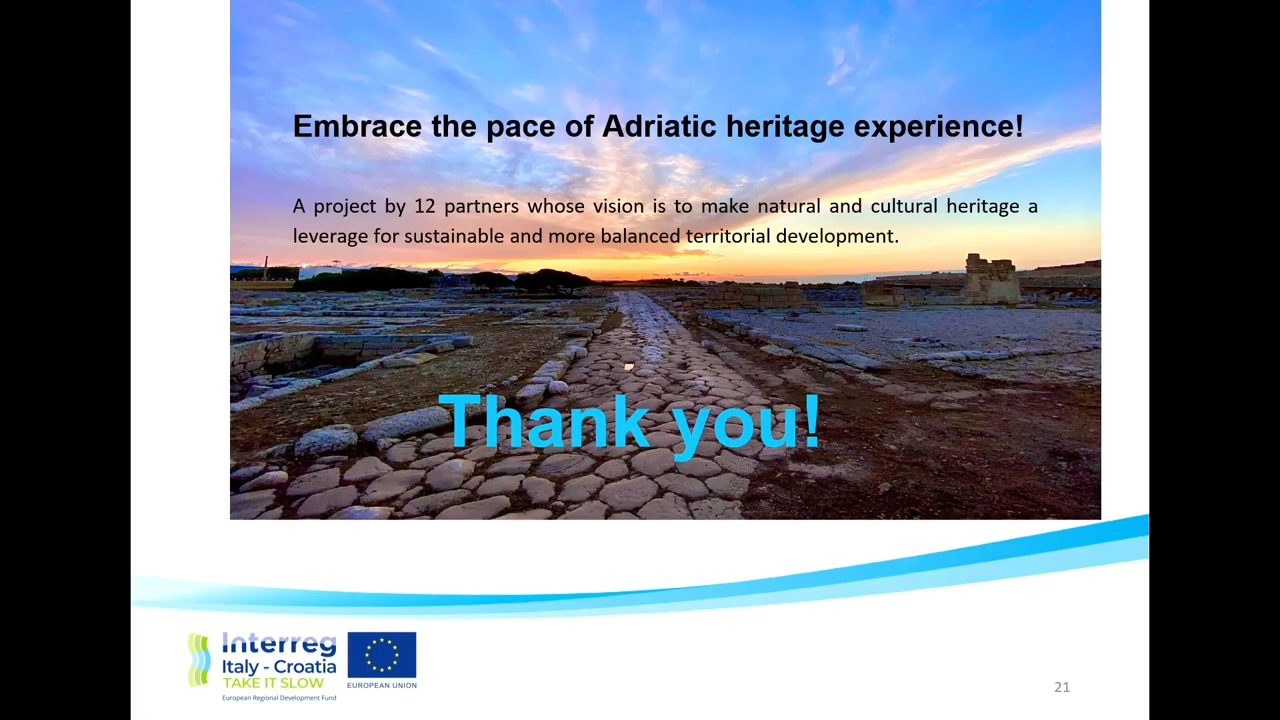 Embrace the pace of Adriatic heritage experience!
A project by 12 partners whose vision is to make natural and cultural heritage a
leverage for sustainable and more balanced territorial development.
Thank you!
Interreg
Italy - Croatia
TAKE IT SLOW
European Regional Development Fund
EUROPEAN UNION
21